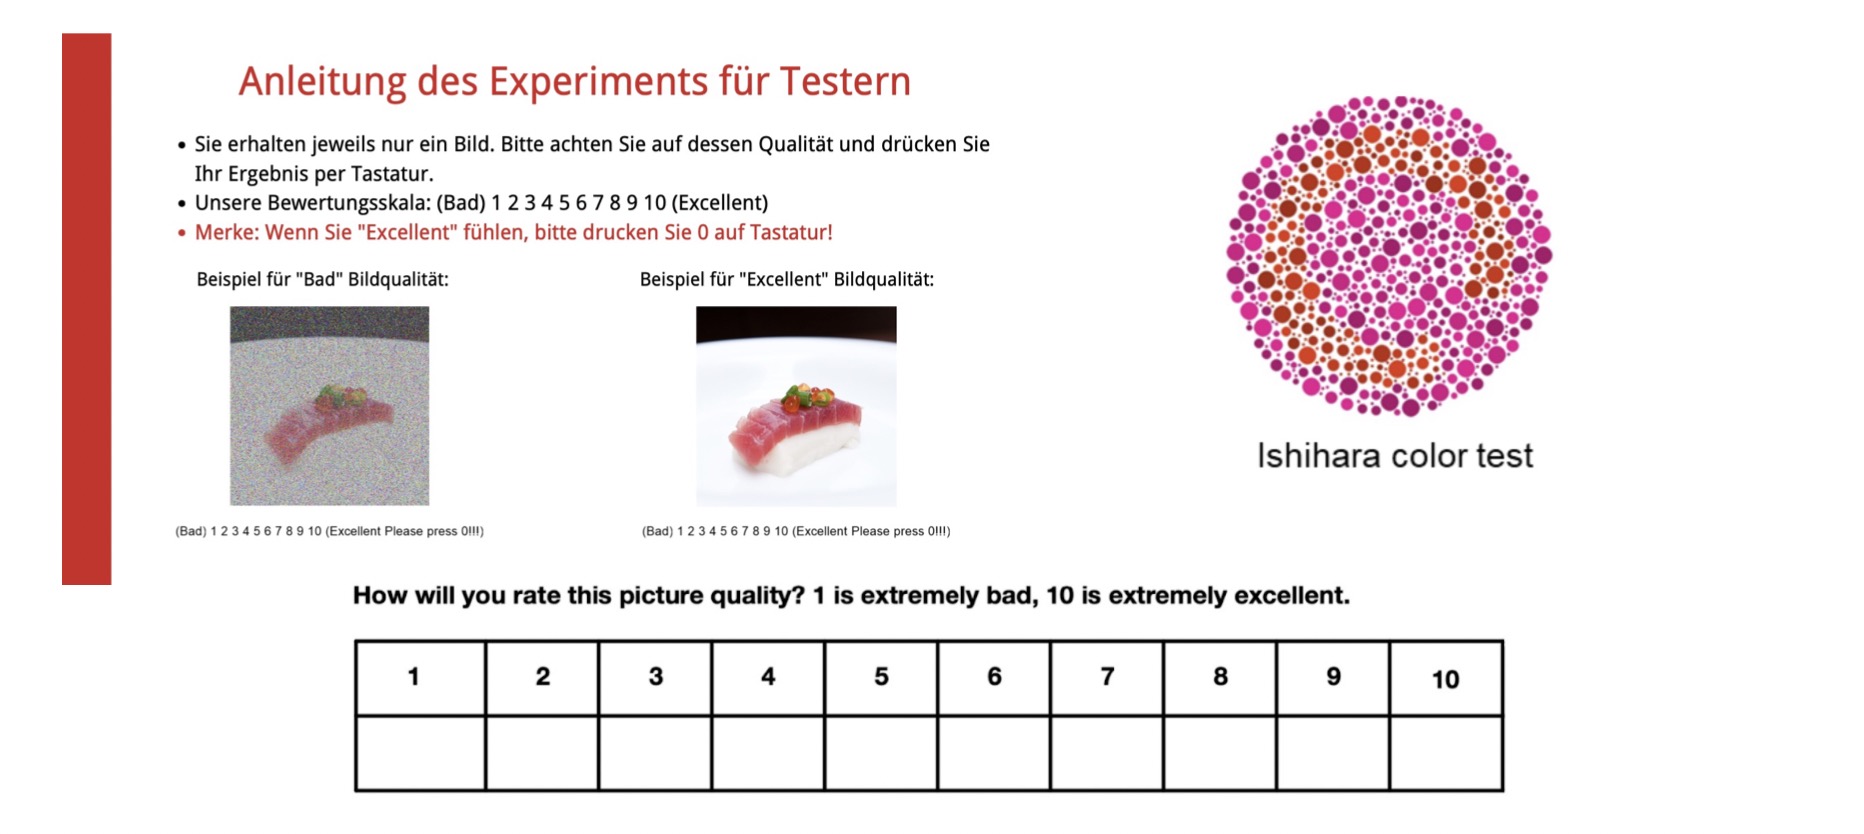 Anleitung des Experiments für Testern
• Sie erhalten jeweils nur ein Bild. Bitte achten Sie auf dessen Qualität und drücken Sie
Ihr Ergebnis per Tastatur.
• Unsere Bewertungsskala: (Bad) 1 2 3 4 5 6 7 8 9 10 (Excellent)
• Merke: Wenn Sie "Excellent" fühlen, bitte drucken Sie 0 auf Tastatur!
Beispiel für "Bad" Bildqualität:
Beispiel für "Excellent" Bildqualität:
(Bad) 1 2 3 4 5 6 7 8 9 10 (Excellent Please press 0!!!)
(Bad) 1 2 3 4 5 6 7 8 9 10 (Excellent Please press 0!!!)
Ishihara color test
How will you rate this picture quality? 1 is extremely bad, 10 is extremely excellent.
1 2 3 4 5 6 7 8 9 10